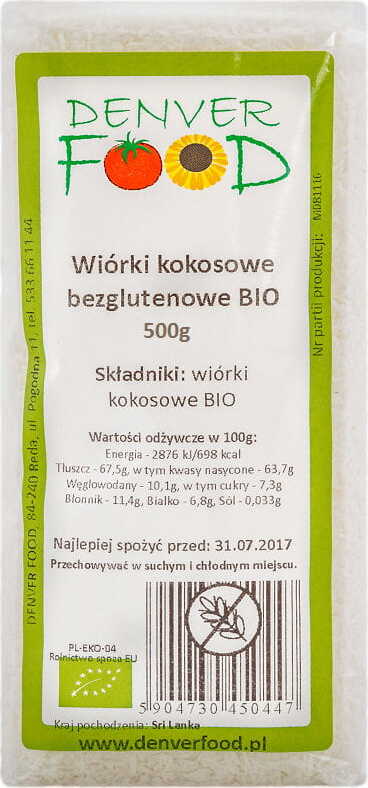 DENVER
FOOD
Wiórki kokosowe
bezglutenowe BIO
500g
Składniki: wiórki
kokosowe BIO
Wartości odżywcze w 100g:
Energia - 2876 kJ/698 kcal
Tłuszcz - 67,5g, w tym kwasy nasycone - 63,7g
Węglowodany - 10,1g, w tym cukry - 7,3g
Błonnik - 11,4g, Białko - 6,8g, Sól - 0,033g
Najlepiej spożyć przed: 31.07.2017
Przechowywać w suchym i chłodnym miejscu.
PL-EKO-04
Rolnictwo spoza EU
5 904730 450447
Kraj pochodzenia: Sri Lanka
www.denverfood.pl
DENVER FOOD, 84-240 Reda, ul Pogodna 11, tel. 533 66 11 44
Nr partii produkcji: M081116